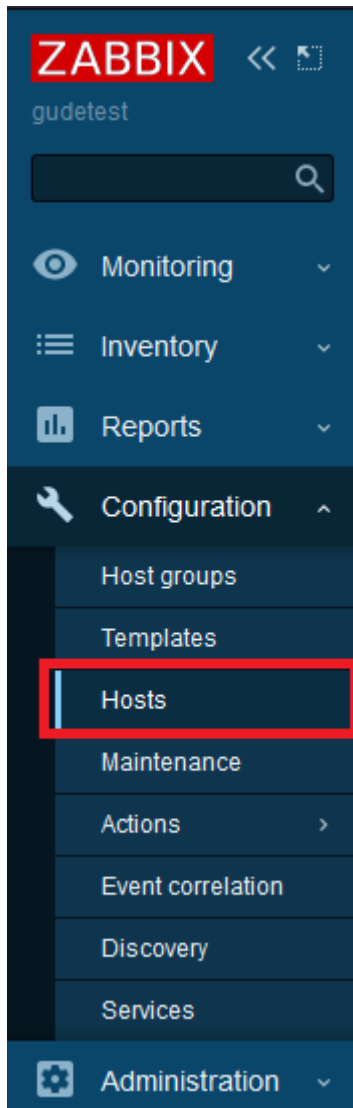 ZABBIX
gudetest
Monitoring
Inventory
Reports
Configuration
Host groups
Templates
Hosts
Maintenance
Actions
Event correlation
Discovery
Services
Administration